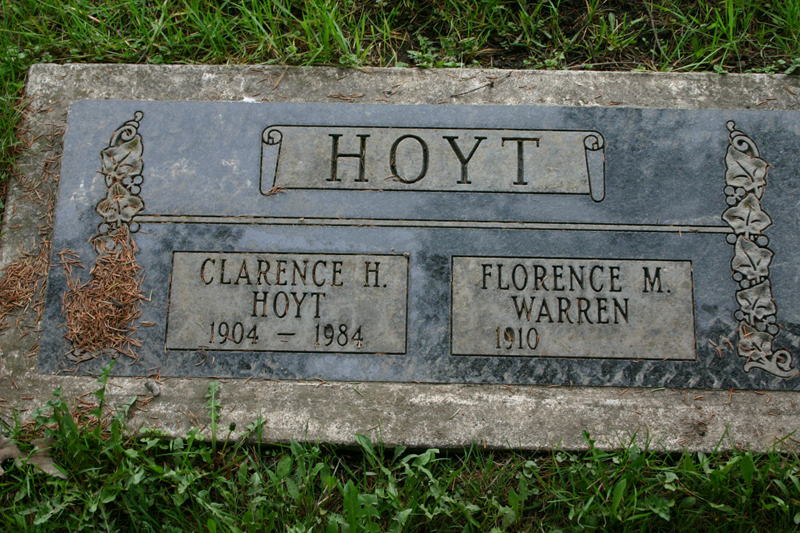 HOYT
CLARENCE H.
HOYT
1904 — 1984
FLORENCE M.
WARREN
1910